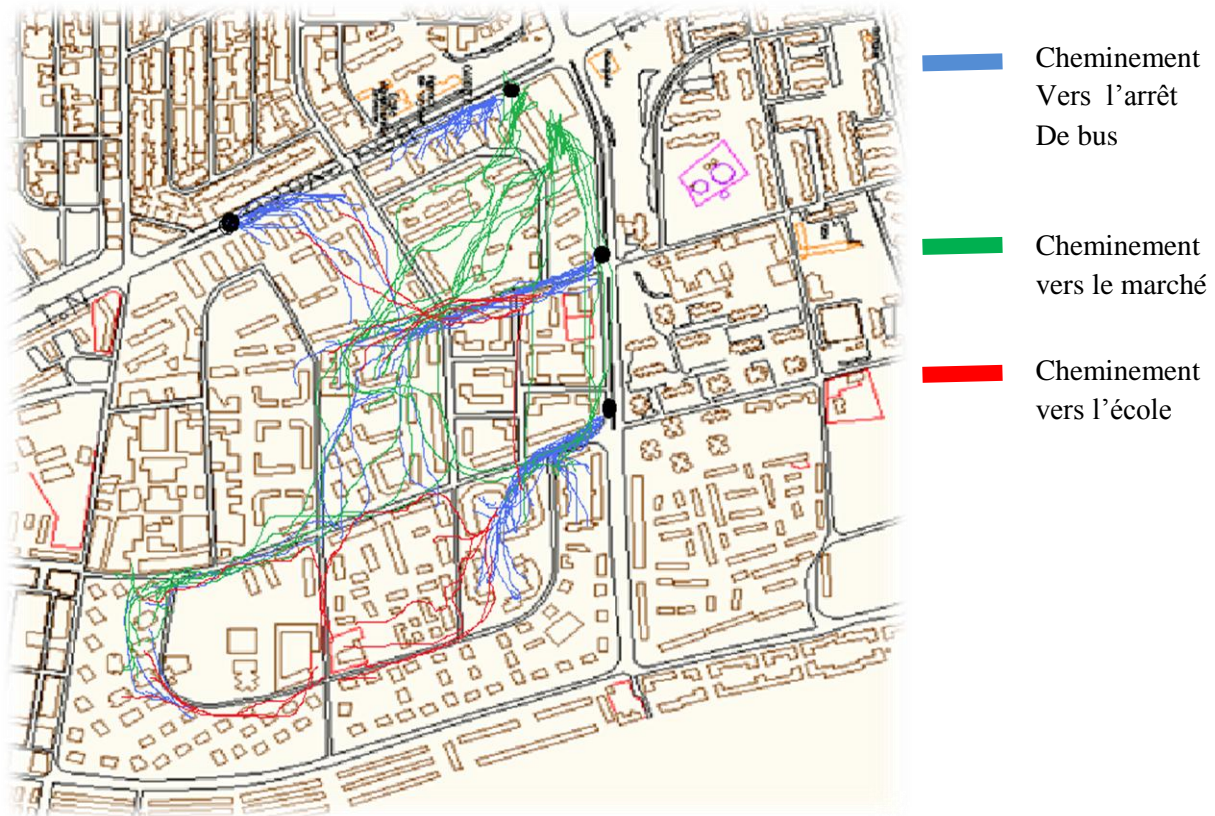 Cheminement
Vers l’arrêt
De bus
Cheminement
vers le marché
Cheminement
vers l’école